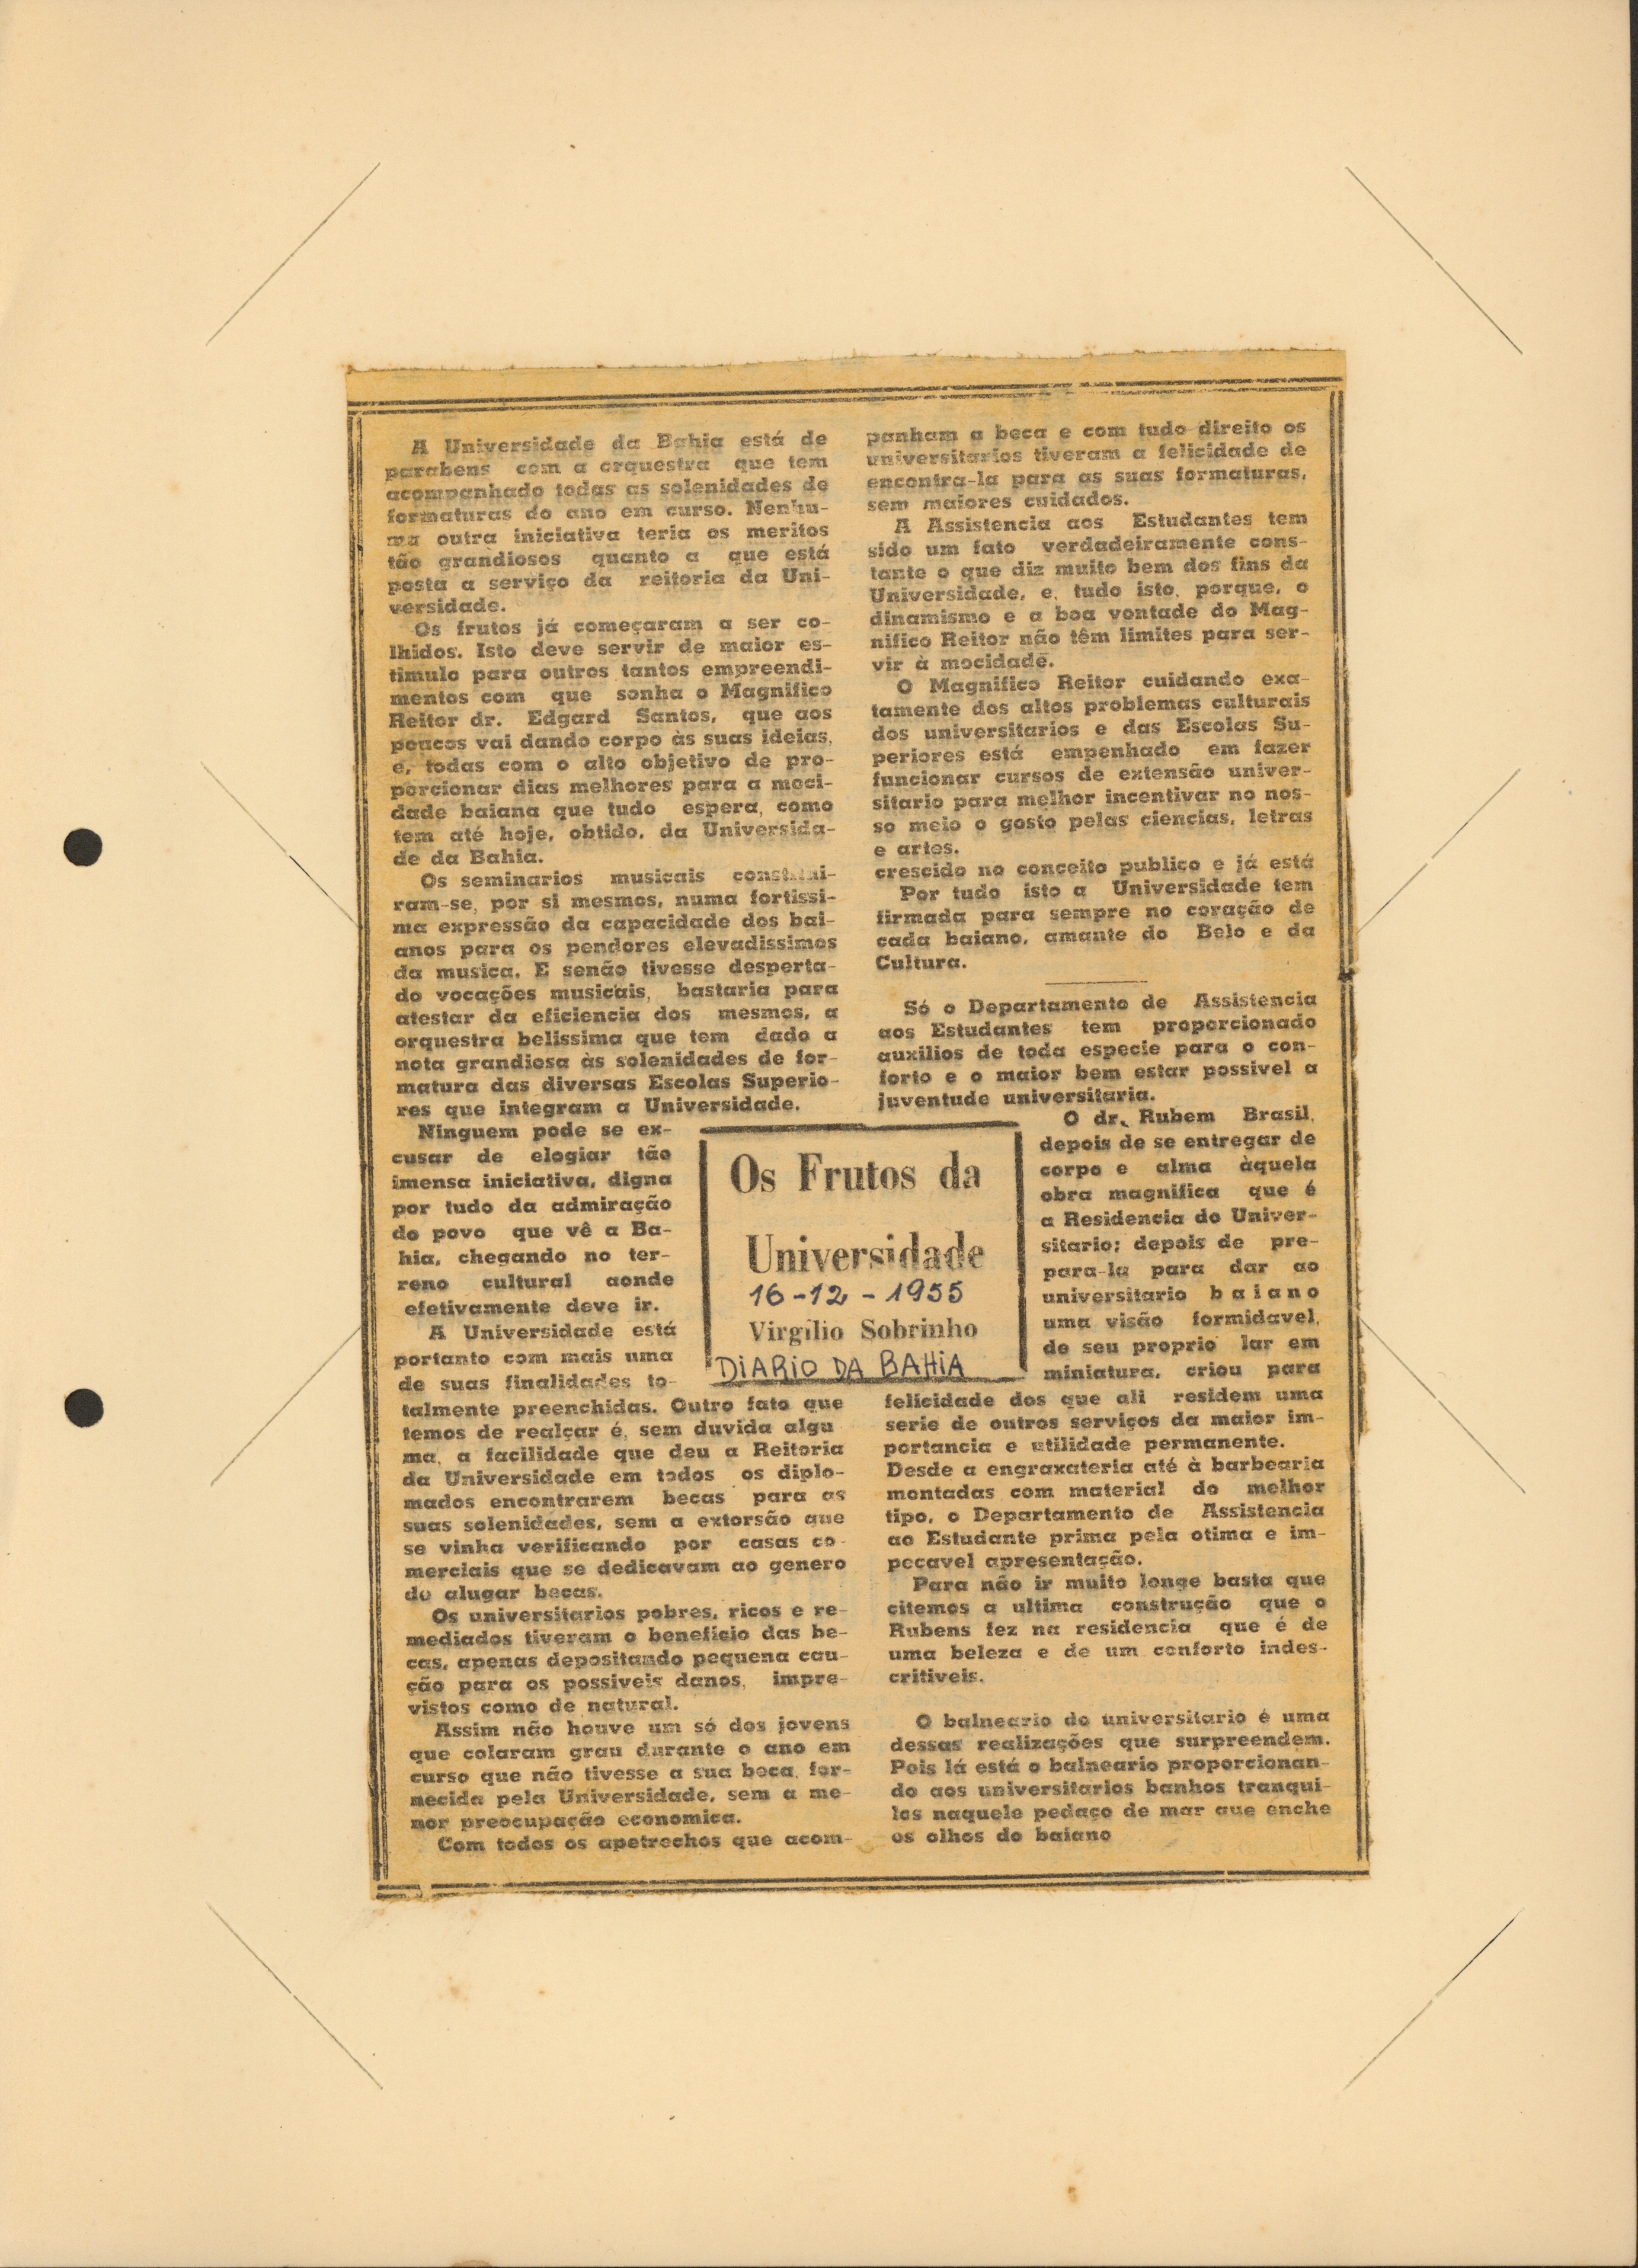 A Universidade da Bahia está de
parabens com a orquestra que tem
acompanhado todas as solenidades de
formaturas do ano em curso. Nenhu-
ma outra iniciativa teria os meritos
tão grandiosos quanto a que está
posta a serviço da reitoria da Uni-
versidade.
Os frutos já começaram a ser co-
lhidos. Isto deve servir de maior es-
timulo para outros tantos empreendi-
mentos com que sonha o Magnifico
Reitor dr. Edgard Santos, que aos
poucos vai dando corpo às suas ideias,
e, todas com o alto objetivo de pro-
porcionar dias melhores para a moci-
dade baiana que tudo espera, como
tem até hoje, obtido, da Universida-
de da Bahia.
Os seminarios musicais constitui-
ram-se, por si mesmos, numa fortissi-
ma expressão da capacidade dos bai-
anos para os pendores elevadissimos
da musica. E senão tivesse desperta-
do vocações musicais, bastaria para
atestar da eficiencia dos mesmos, a
orquestra belissima que tem dado a
nota grandiosa às solenidades de for-
matura das diversas Escolas Superio-
res que integram a Universidade.
Ninguem pode se ex-
cusar de elogiar tão
imensa iniciativa, digna
por tudo da admiração
do povo que vê a Ba-
hia, chegando no ter-
reno cultural aonde
efetivamente deve ir.
A Universidade está
portanto com mais uma
de suas finalidades to-
talmente preenchidas. Outro fato que
temos de realçar é, sem duvida algu
ma, a facilidade que deu a Reitoria
da Universidade em todos os diplo-
mados encontrarem becas para as
suas solenidades, sem a extorsão que
se vinha verificando por casas co-
merciais que se dedicavam ao genero
de alugar becas.
Os universitarios pobres, ricos e re-
mediados tiveram o beneficio das be-
cas, apenas depositando pequena cau-
ção para os possiveis danos, impre-
vistos como de natural.
Assim não houve um só dos jovens
que colaram grau durante o ano em
curso que não tivesse a sua beca, for-
necida pela Universidade, sem a me-
nor preocupação economica.
Com todos os apetrechos que acom-
Os Frutos da
Universidade
16-12-1955
Virgílio Sobrinho
DIARIO DA BAHIA
panham a beca e com tudo direito os
universitarios tiveram a felicidade de
encontra-la para as suas formaturas,
sem maiores cuidados.
A Assistencia aos Estudantes tem
sido um fato verdadeiramente cons-
tante o que diz muito bem dos fins da
Universidade, e, tudo isto, porque, o
dinamismo e a boa vontade do Mag-
nifico Reitor não têm limites para ser-
vir à mocidade.
O Magnifico Reitor cuidando exa-
tamente dos altos problemas culturais
dos universitarios e das Escolas Su-
periores está empenhado em fazer
funcionar cursos de extensão univer-
sitario para melhor incentivar no nos-
so meio o gosto pelas ciencias, letras
e artes.
crescido no conceito publico e já está
Por tudo isto a Universidade tem
firmada para sempre no coração de
cada baiano, amante do Belo e da
Cultura.
Só o Departamento de Assistencia
aos Estudantes tem proporcionado
auxilios de toda especie para o con-
forto e o maior bem estar possivel a
juventude universitaria.
O dr. Rubem Brasil,
depois de se entregar de
corpo e alma àquela
obra magnifica que é
a Residencia do Univer-
sitario; depois de pre-
para-la para dar ao
universitario baiano
uma visão formidavel,
de seu proprio lar em
miniatura, criou para
felicidade dos que ali residem uma
serie de outros serviços da maior im-
portancia e utilidade permanente.
Desde a engraxateria até à barbearia
montadas com material do melhor
tipo, o Departamento de Assistencia
ao Estudante prima pela otima e im-
pecavel apresentação.
Para não ir muito longe basta que
citemos a ultima construção que o
Rubens fez na residencia que é de
uma beleza e de um conforto indes-
critiveis.
O balneario do universitario é uma
dessas realizações que surpreendem.
Pois lá está o balneario proporcionan-
do aos universitarios banhos tranqui-
los naquele pedaço de mar que enche
os olhos do baiano